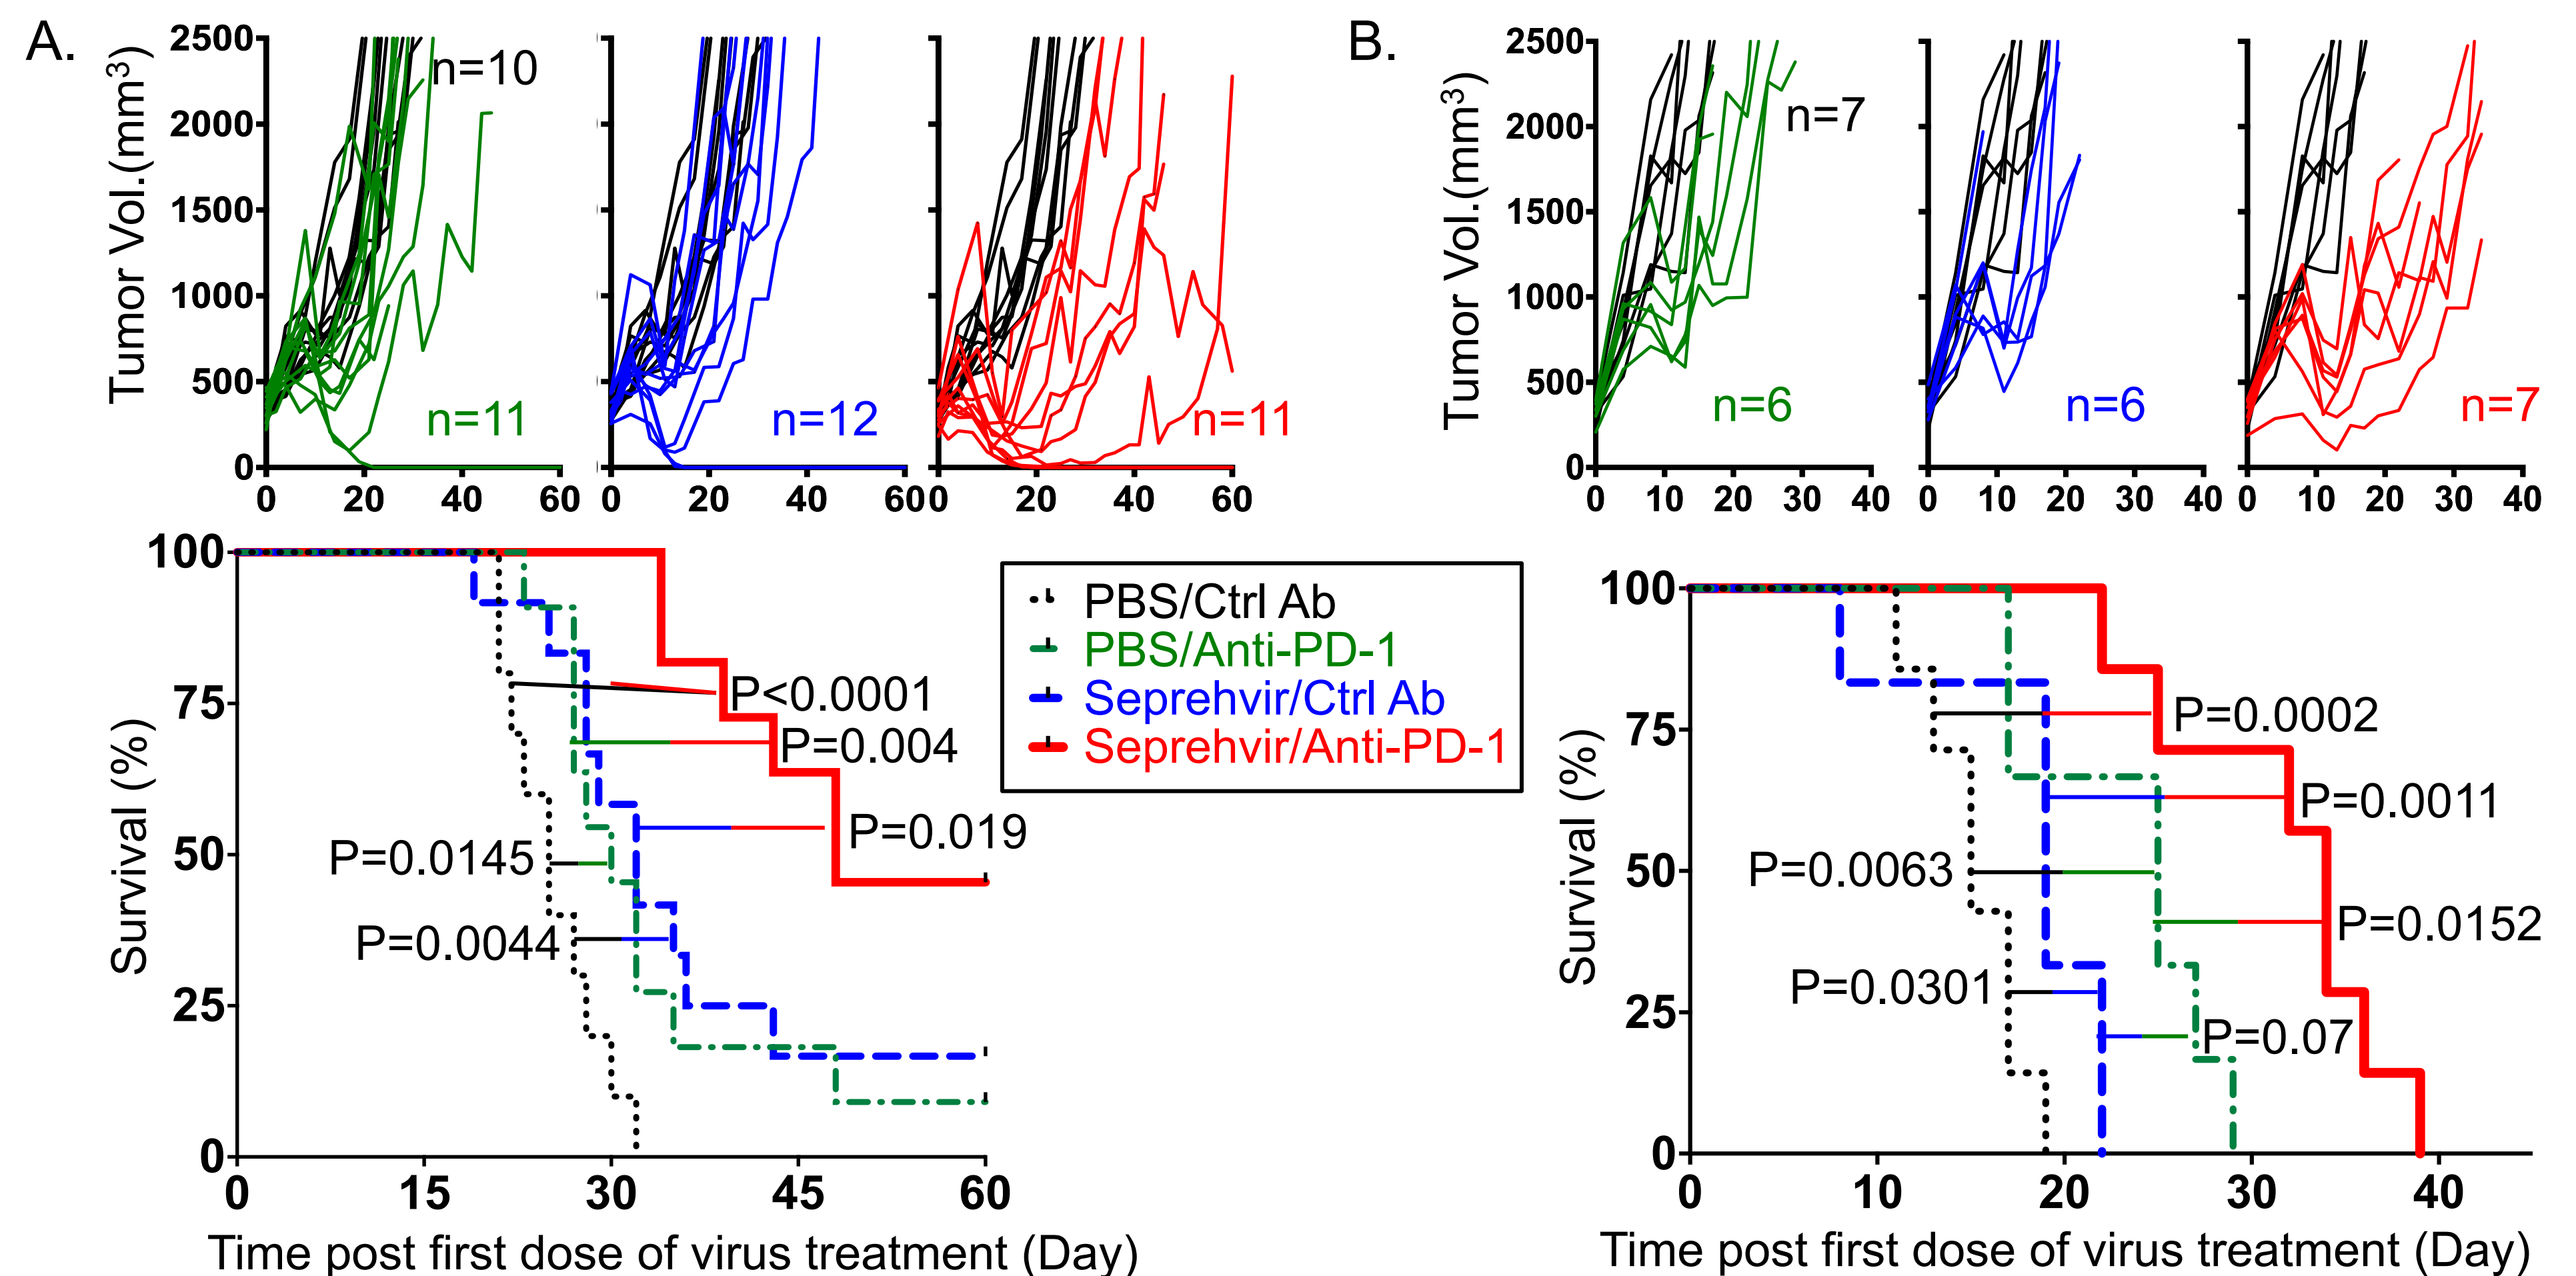 A.
Tumor Vol.(mm³)
2500
2000
1500
1000
500
0
n=10
n=11
n=12
n=11
0 20 40 60
0 20 40 60
0 20 40 60
B.
Tumor Vol.(mm³)
2500
2000
1500
1000
500
0
n=7
n=6
n=6
n=7
0 10 20 30 40
0 10 20 30 40
0 10 20 30 40
Survival (%)
100
75
50
25
0
P<0.0001
P=0.004
P=0.019
P=0.0145
P=0.0044
0 15 30 45 60
Time post first dose of virus treatment (Day)
PBS/Ctrl Ab
PBS/Anti-PD-1
Seprehvir/Ctrl Ab
Seprehvir/Anti-PD-1
Survival (%)
100
75
50
25
0
P=0.0002
P=0.0011
P=0.0063
P=0.0152
P=0.0301
P=0.07
0 10 20 30 40
Time post first dose of virus treatment (Day)